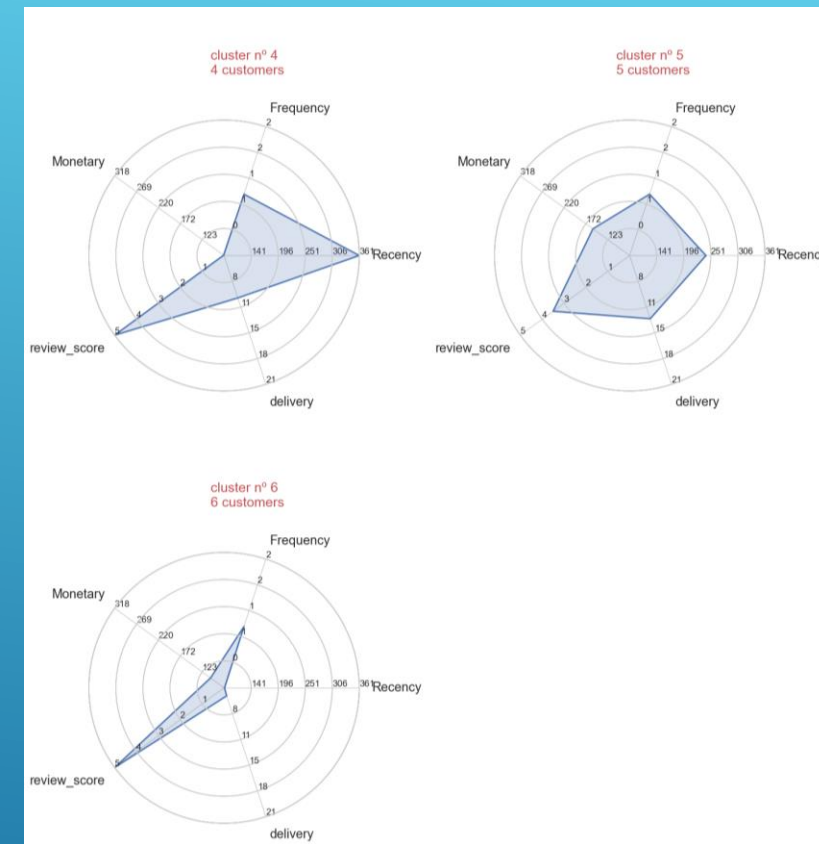 cluster nº 4
4 customers
Frequency
2
2
1
1
0
Monetary
318
269
220
172
123
141 196 251 306 361
Recency
1
2
3
4
5
review_score
8
11
15
18
21
delivery
cluster nº 5
5 customers
Frequency
2
2
1
1
0
Monetary
318
269
220
172
123
141 196 251 306 361
Recenc
1
2
3
4
5
review_score
8
11
15
18
21
delivery
cluster nº 6
6 customers
Frequency
2
2
1
1
0
Monetary
318
269
220
172
123
141 196 251 306 361
Recency
1
2
3
4
5
review_score
8
11
15
18
21
delivery